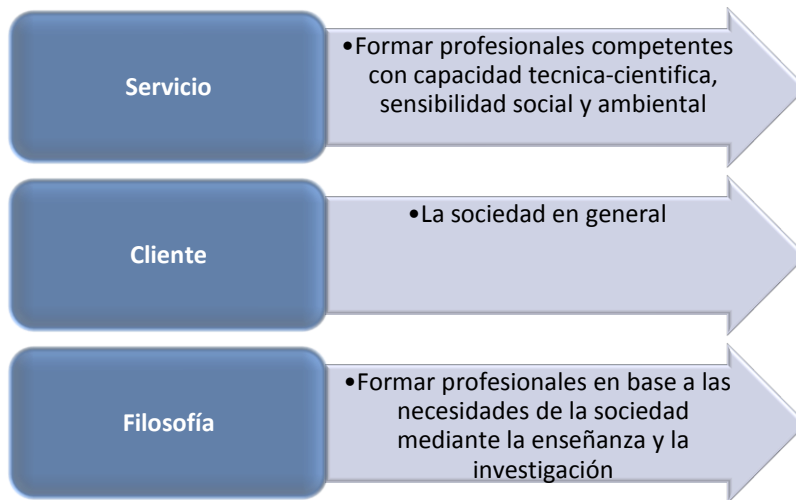 Servicio
•Formar profesionales competentes
con capacidad tecnica-cientifica,
sensibilidad social y ambiental
Cliente
•La sociedad en general
Filosofía
•Formar profesionales en base a las
necesidades de la sociedad
mediante la enseñanza y la
investigación